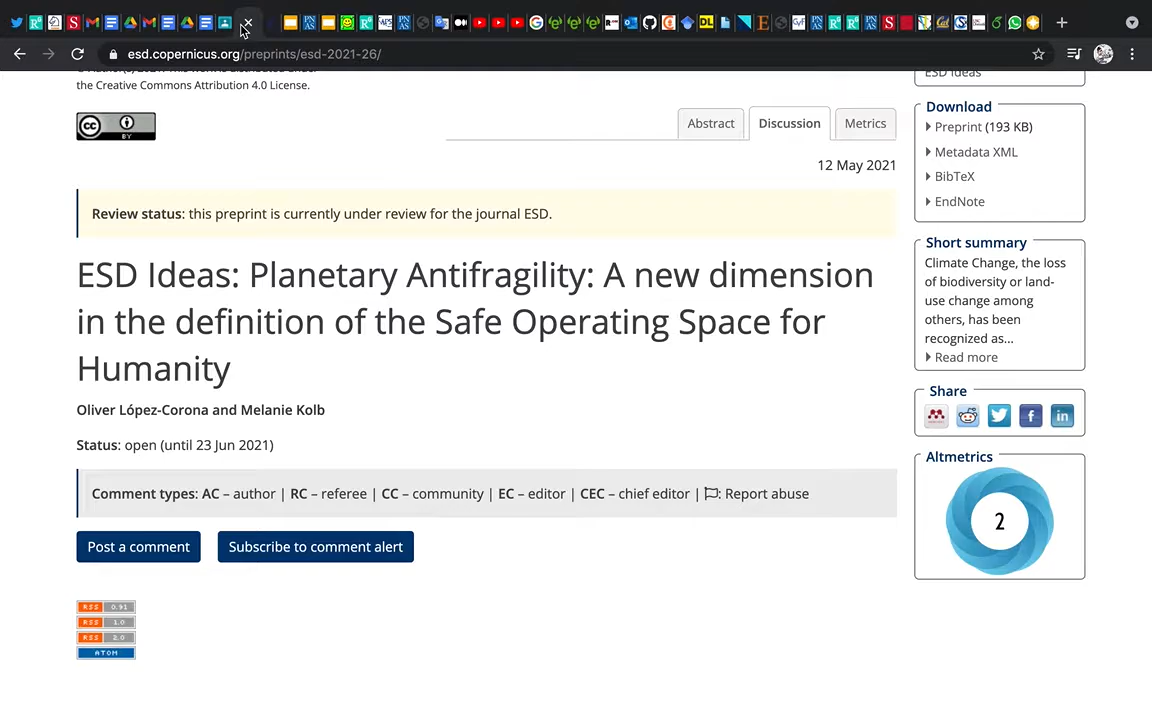 esd.copernicus.org/preprints/esd-2021-26/
the Creative Commons Attribution 4.0 License.
cc BY
Abstract
Discussion
Metrics
12 May 2021
Review status: this preprint is currently under review for the journal ESD.
ESD Ideas: Planetary Antifragility: A new dimension
in the definition of the Safe Operating Space for
Humanity
Oliver López-Corona and Melanie Kolb
Status: open (until 23 Jun 2021)
Comment types: AC – author | RC – referee | CC – community | EC – editor | CEC – chief editor | : Report abuse
Post a comment
Subscribe to comment alert
RSS 0.91
RSS 1.0
RSS 2.0
ATOM
ESD Ideas
Download
Preprint (193 KB)
Metadata XML
BibTeX
EndNote
Short summary
Climate Change, the loss
of biodiversity or land-
use change among
others, has been
recognized as...
Read more
Share
Altmetrics
2